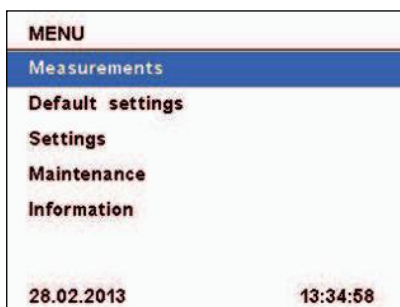 MENU
Measurements
Default settings
Settings
Maintenance
Information
28.02.2013 13:34:58